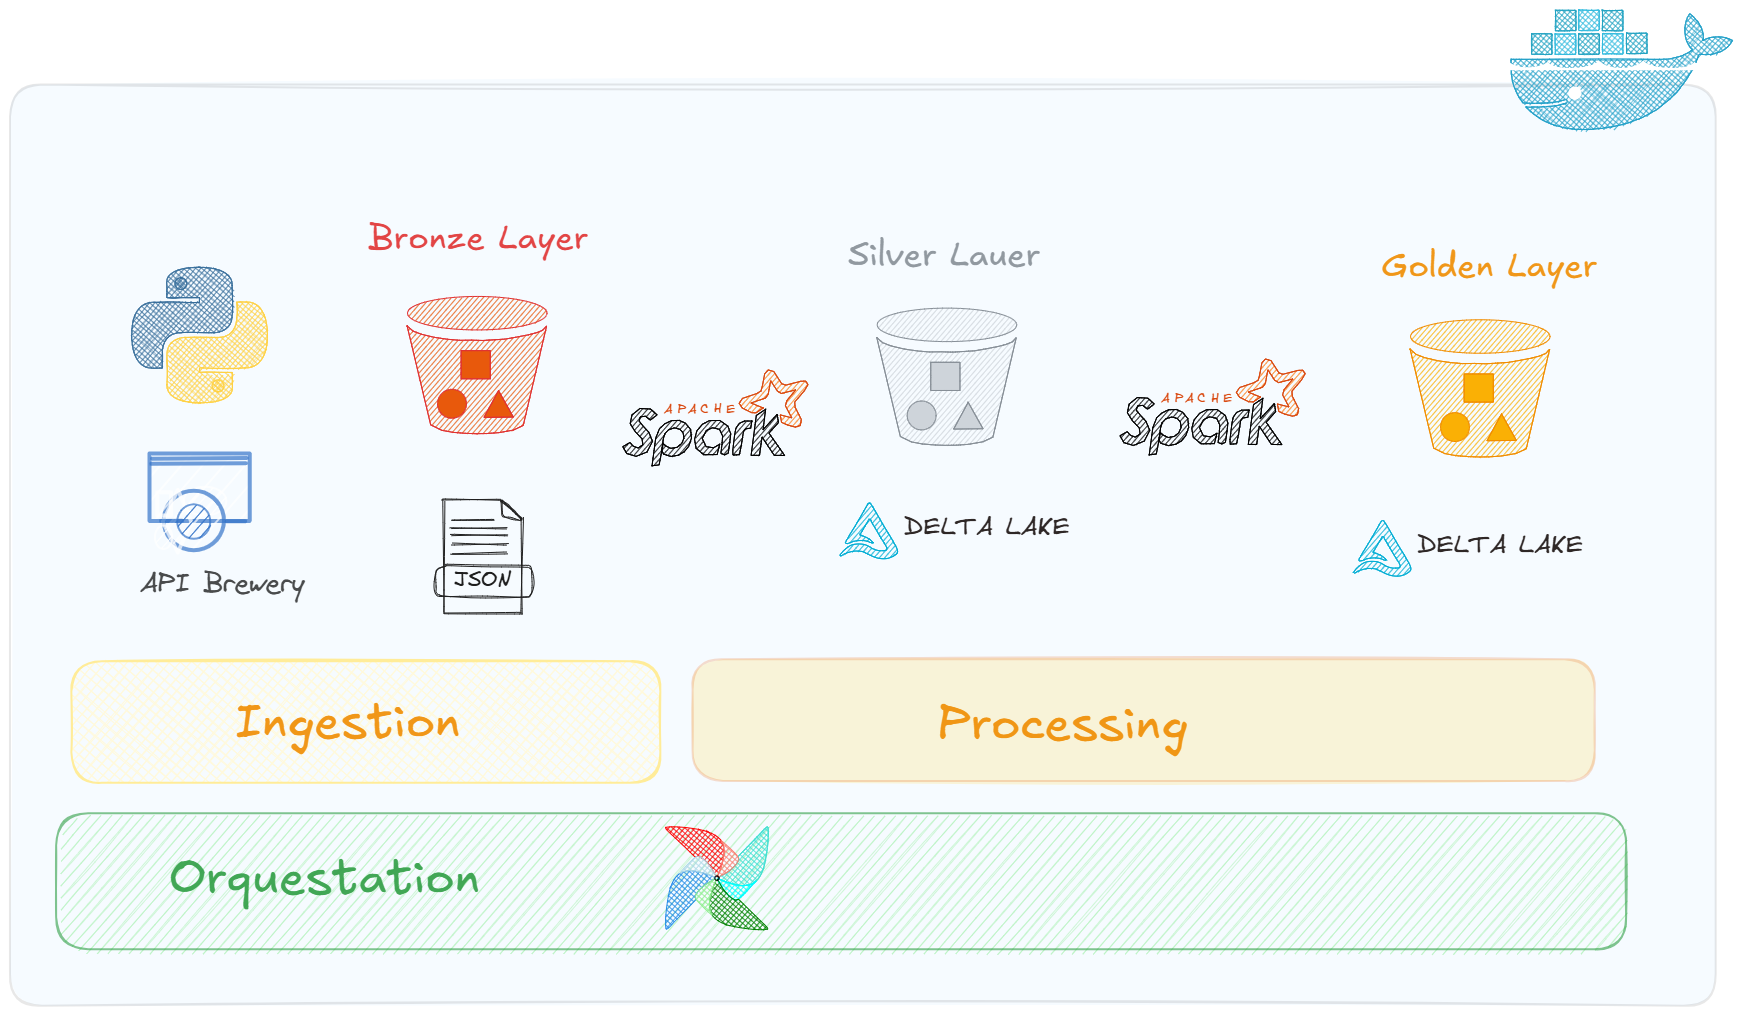 Bronze Layer
Silver Lauer
Golden Layer
APACHE
Spark
APACHE
Spark
DELTA LAKE
DELTA LAKE
JSON
API Brewery
Ingestion
Processing
Orquestation